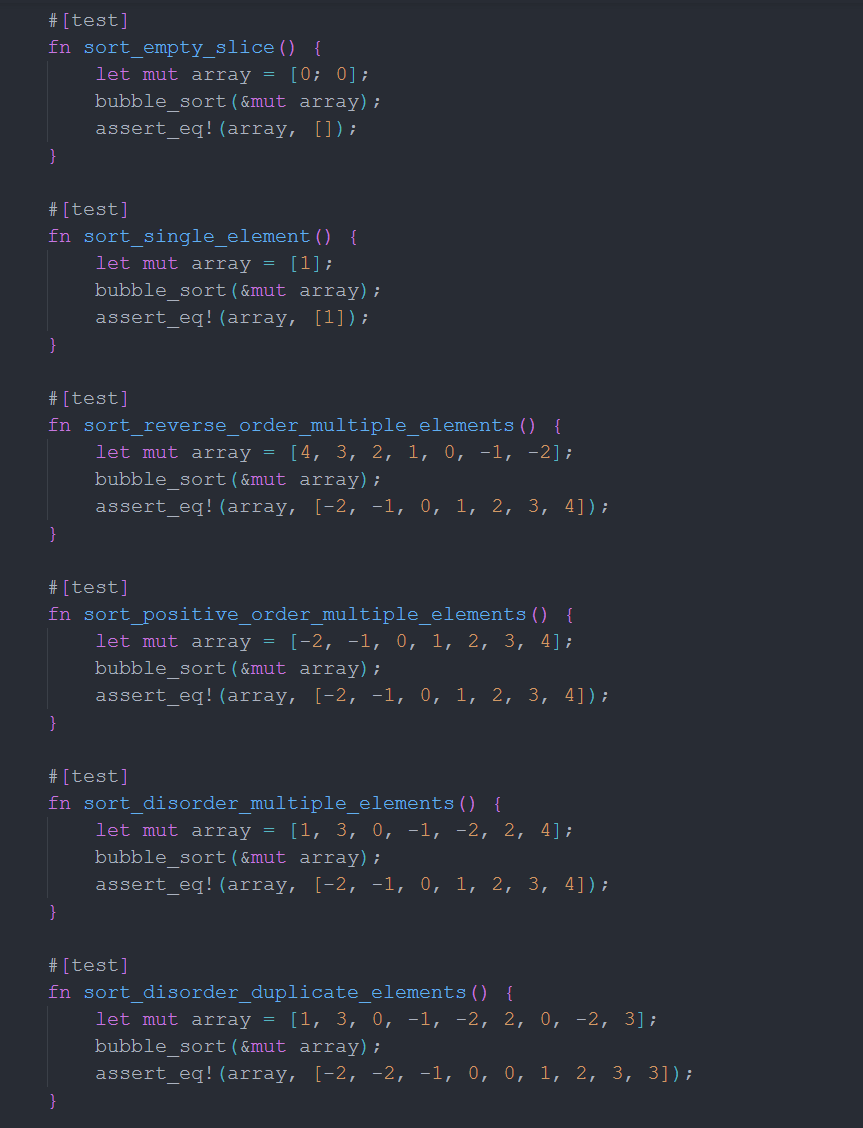 #[test]
fn sort_empty_slice() {
    let mut array = [0; 0];
    bubble_sort(&mut array);
    assert_eq!(array, []);
}

#[test]
fn sort_single_element() {
    let mut array = [1];
    bubble_sort(&mut array);
    assert_eq!(array, [1]);
}

#[test]
fn sort_reverse_order_multiple_elements() {
    let mut array = [4, 3, 2, 1, 0, -1, -2];
    bubble_sort(&mut array);
    assert_eq!(array, [-2, -1, 0, 1, 2, 3, 4]);
}

#[test]
fn sort_positive_order_multiple_elements() {
    let mut array = [-2, -1, 0, 1, 2, 3, 4];
    bubble_sort(&mut array);
    assert_eq!(array, [-2, -1, 0, 1, 2, 3, 4]);
}

#[test]
fn sort_disorder_multiple_elements() {
    let mut array = [1, 3, 0, -1, -2, 2, 4];
    bubble_sort(&mut array);
    assert_eq!(array, [-2, -1, 0, 1, 2, 3, 4]);
}

#[test]
fn sort_disorder_duplicate_elements() {
    let mut array = [1, 3, 0, -1, -2, 2, 0, -2, 3];
    bubble_sort(&mut array);
    assert_eq!(array, [-2, -2, -1, 0, 0, 1, 2, 3, 3]);
}